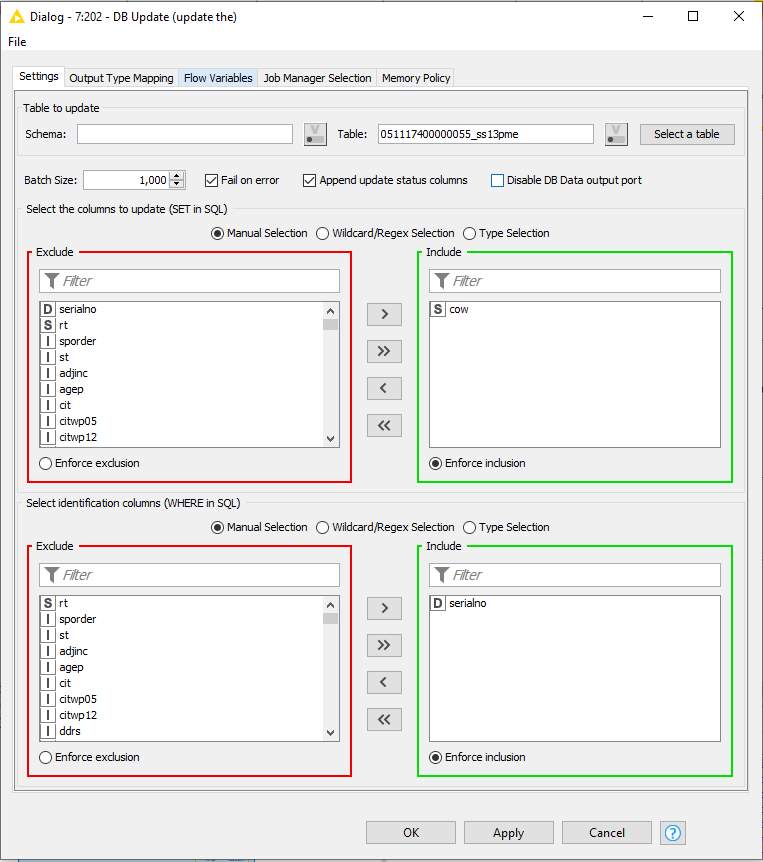 Dialog - 7:202 - DB Update (update the)
File
Settings Output Type Mapping Flow Variables Job Manager Selection Memory Policy
Table to update
Schema: V Table: 051117400000055_ss13pme V Select a table
Batch Size: 1,000 Fail on error Append update status columns Disable DB Data output port
Select the columns to update (SET in SQL)
Manual Selection Wildcard/Regex Selection Type Selection
Exclude Include
Filter Filter
D serialno > S cow
S rt
I sporder
I st >>
I adjinc
I agep <
I cit
I citwp05 <<
I citwp12
Enforce exclusion Enforce inclusion
Select identification columns (WHERE in SQL)
Manual Selection Wildcard/Regex Selection Type Selection
Exclude Include
Filter Filter
S rt > D serialno
I sporder
I st
I adjinc >>
I agep
I cit <
I citwp05
I citwp12 <<
I ddrs
Enforce exclusion Enforce inclusion
OK Apply Cancel ?